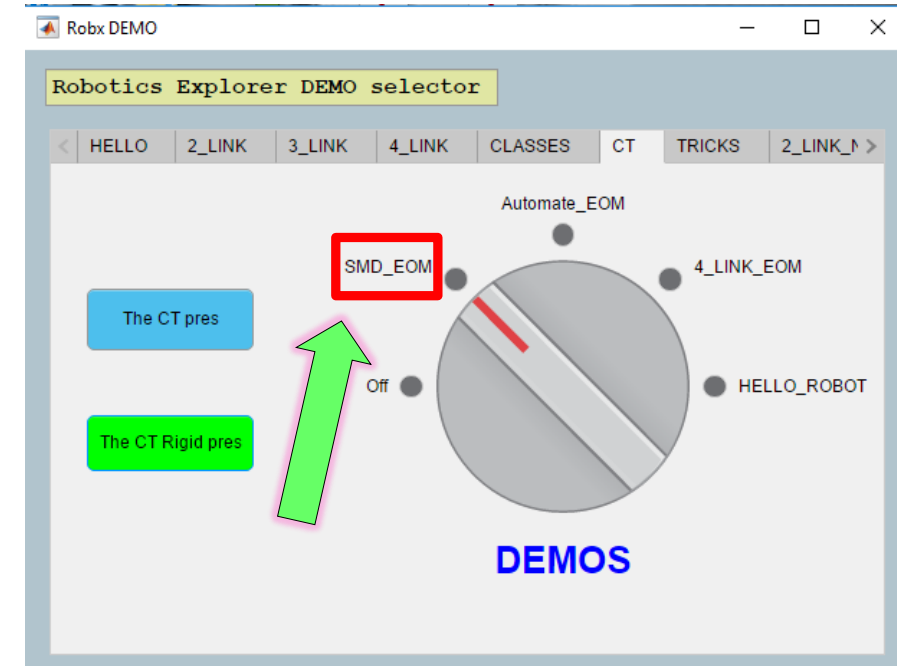 Robx DEMO
Robotics Explorer DEMO selector
HELLO 2_LINK 3_LINK 4_LINK CLASSES CT TRICKS
Automate_EOM
SMD_EOM
4_LINK_EOM
The CT pres
Off
HELLO_ROBOT
The CT Rigid pres
DEMOS